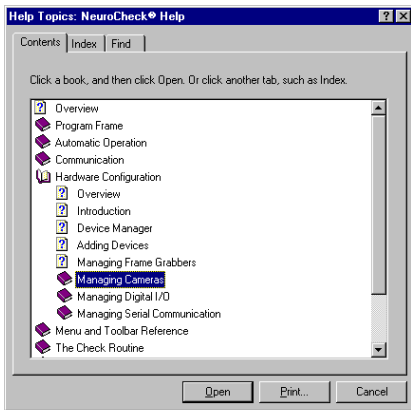 Help Topics: NeuroCheck® Help
Contents Index Find
Click a book, and then click Open. Or click another tab, such as Index.
Overview
Program Frame
Automatic Operation
Communication
Hardware Configuration
Overview
Introduction
Device Manager
Adding Devices
Managing Frame Grabbers
Managing Cameras
Managing Digital I/O
Managing Serial Communication
Menu and Toolbar Reference
The Check Routine
Open Print... Cancel